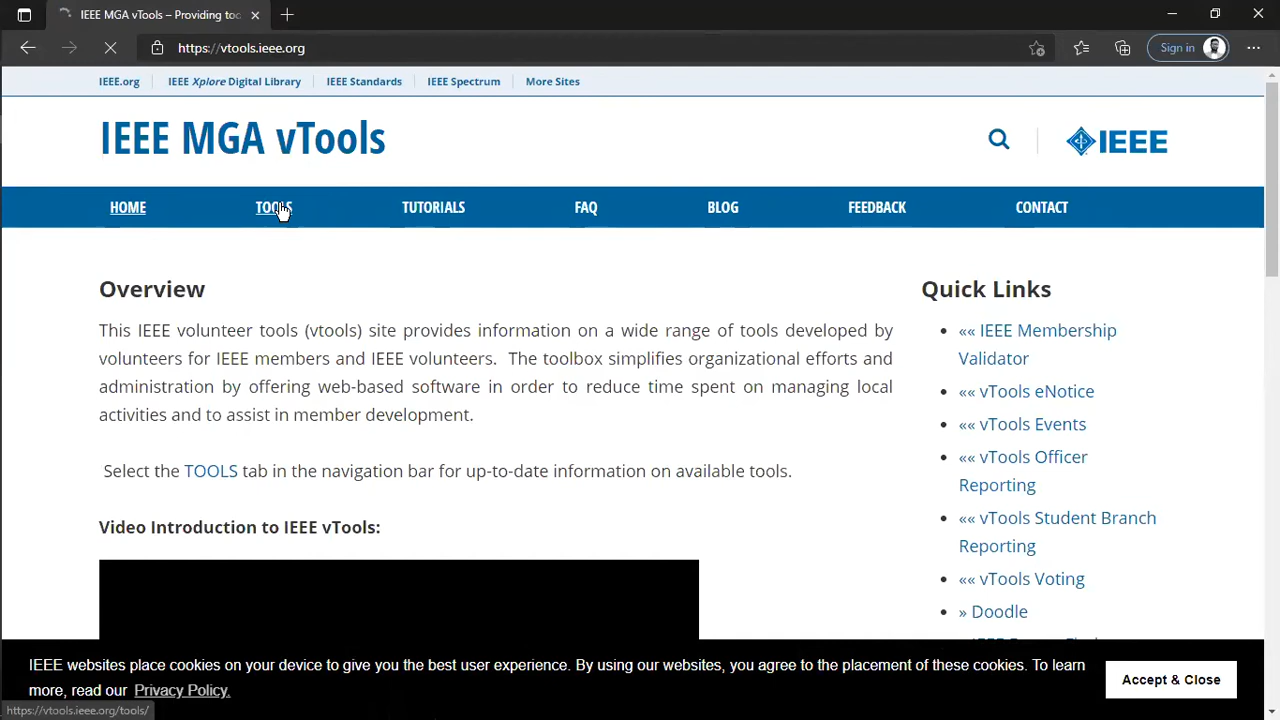 IEEE MGA vTools – Providing too
https://vtools.ieee.org
Sign in
IEEE.org
IEEE Xplore Digital Library
IEEE Standards
IEEE Spectrum
More Sites
IEEE MGA vTools
IEEE
HOME
TOOLS
TUTORIALS
FAQ
BLOG
FEEDBACK
CONTACT
Overview
This IEEE volunteer tools (vtools) site provides information on a wide range of tools developed by
volunteers for IEEE members and IEEE volunteers. The toolbox simplifies organizational efforts and
administration by offering web-based software in order to reduce time spent on managing local
activities and to assist in member development.
Select the TOOLS tab in the navigation bar for up-to-date information on available tools.
Video Introduction to IEEE vTools:
Quick Links
«« IEEE Membership
Validator
«« vTools eNotice
«« vTools Events
«« vTools Officer
Reporting
«« vTools Student Branch
Reporting
«« vTools Voting
» Doodle
IEEE websites place cookies on your device to give you the best user experience. By using our websites, you agree to the placement of these cookies. To learn
more, read our Privacy Policy.
Accept & Close
https://vtools.ieee.org/tools/